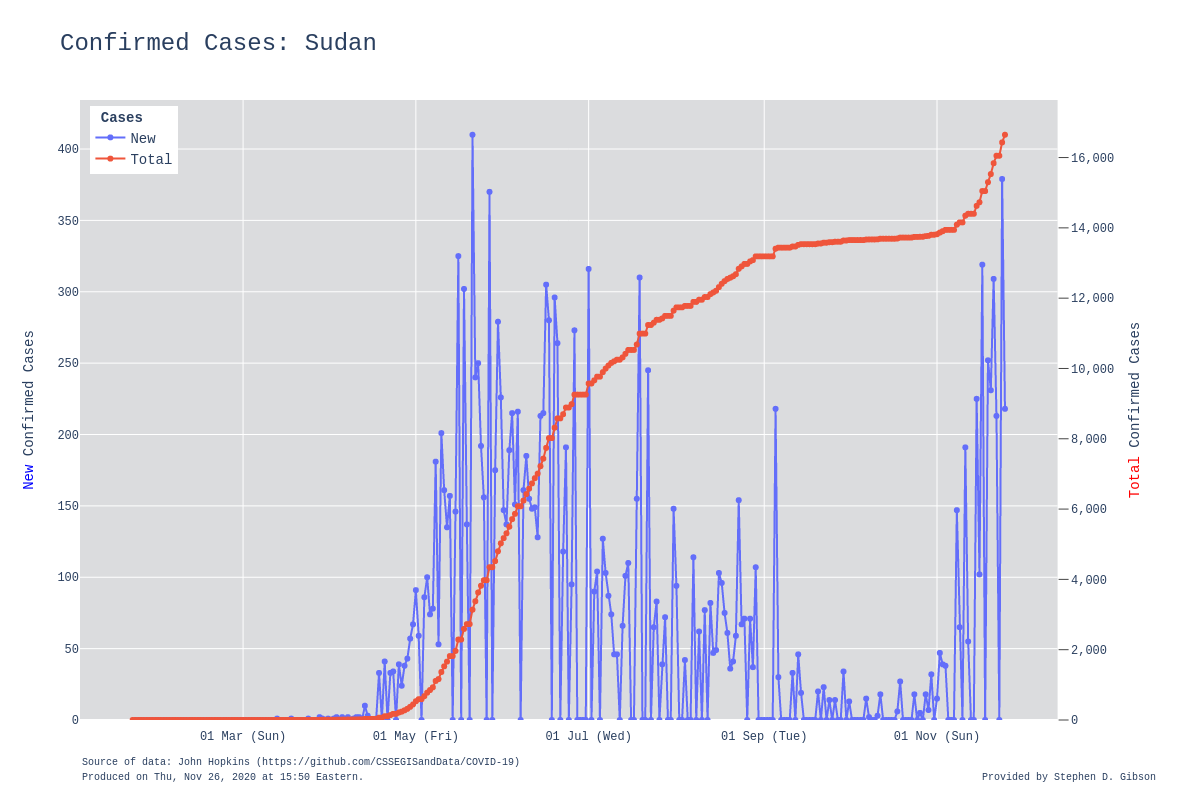 Confirmed Cases: Sudan
Cases
New
Total
400
350
300
250
200
150
100
50
0
16,000
14,000
12,000
10,000
8,000
6,000
4,000
2,000
0
New Confirmed Cases
Total Confirmed Cases
01 Mar (Sun) 01 May (Fri) 01 Jul (Wed) 01 Sep (Tue) 01 Nov (Sun)
Source of data: John Hopkins (https://github.com/CSSEGISandData/COVID-19)
Produced on Thu, Nov 26, 2020 at 15:50 Eastern.
Provided by Stephen D. Gibson